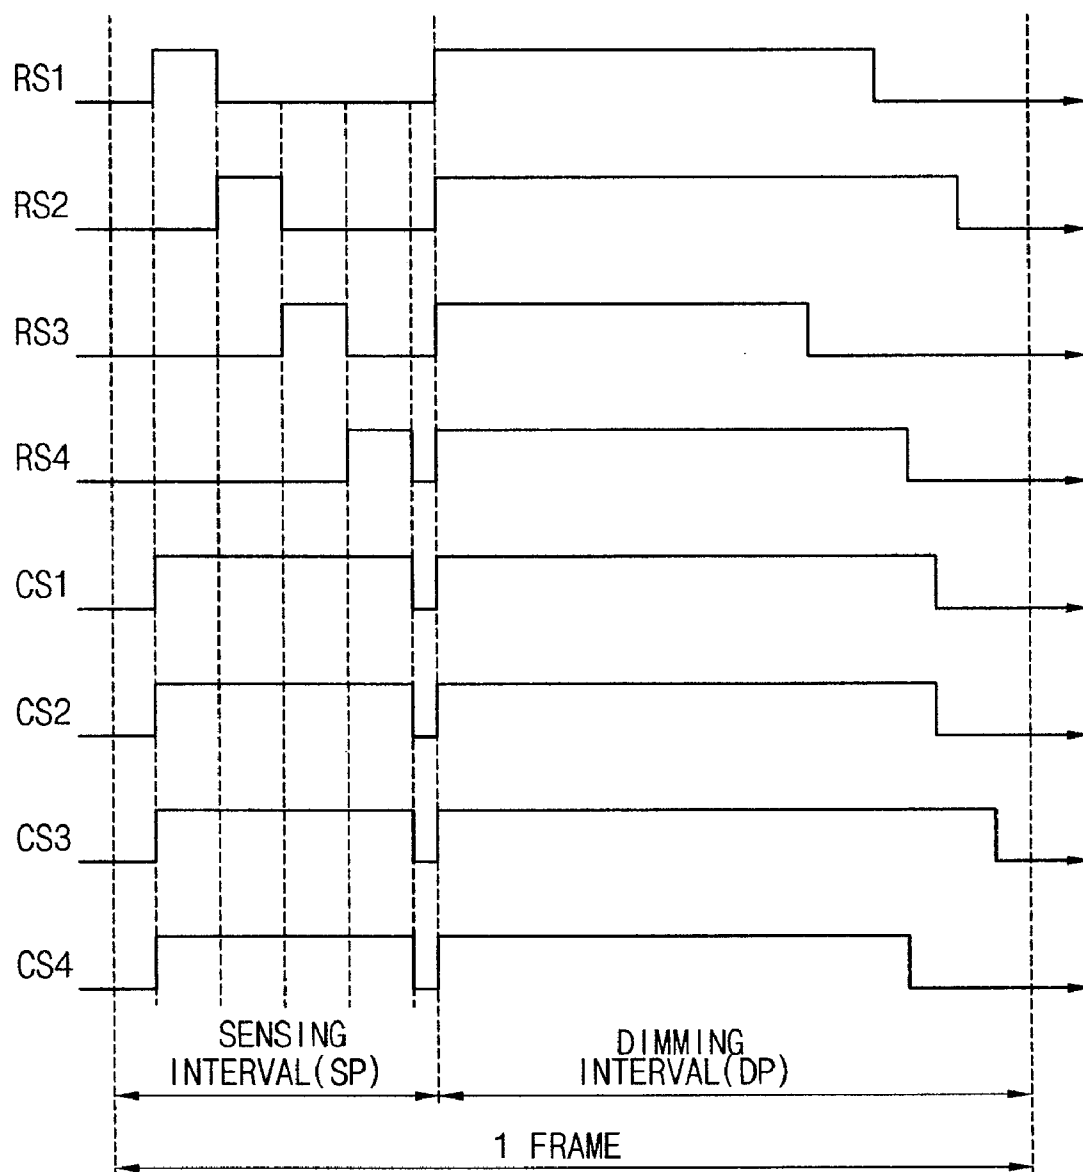 RS1
RS2
RS3
RS4
CS1
CS2
CS3
CS4
SENSING
INTERVAL(SP)
DIMMING
INTERVAL(DP)
1 FRAME